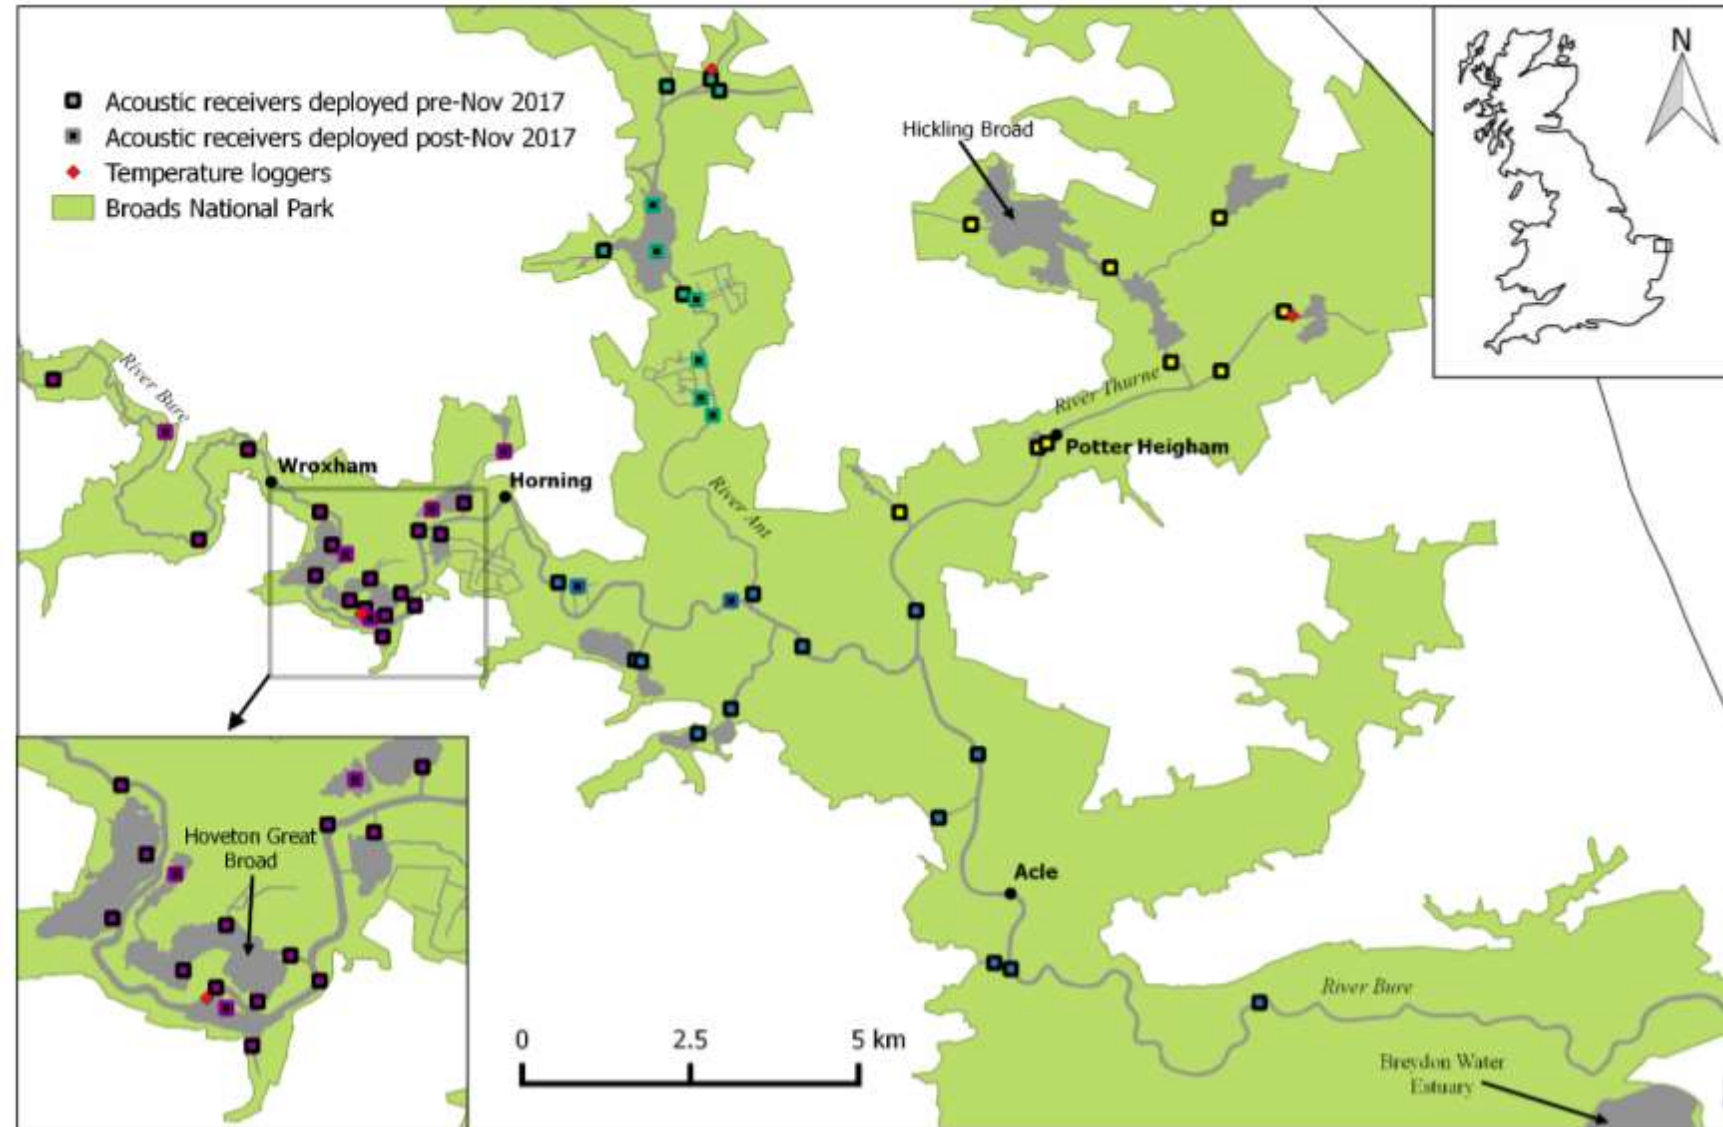 Acoustic receivers deployed pre-Nov 2017
Acoustic receivers deployed post-Nov 2017
Temperature loggers
Broads National Park
N
Hickling Broad
River Bure
Wroxham
Horning
River Ant
River Thurne
Potter Heigham
Hoveton Great
Broad
Acle
0 2.5 5 km
River Bure
Breydon Water
Estuary